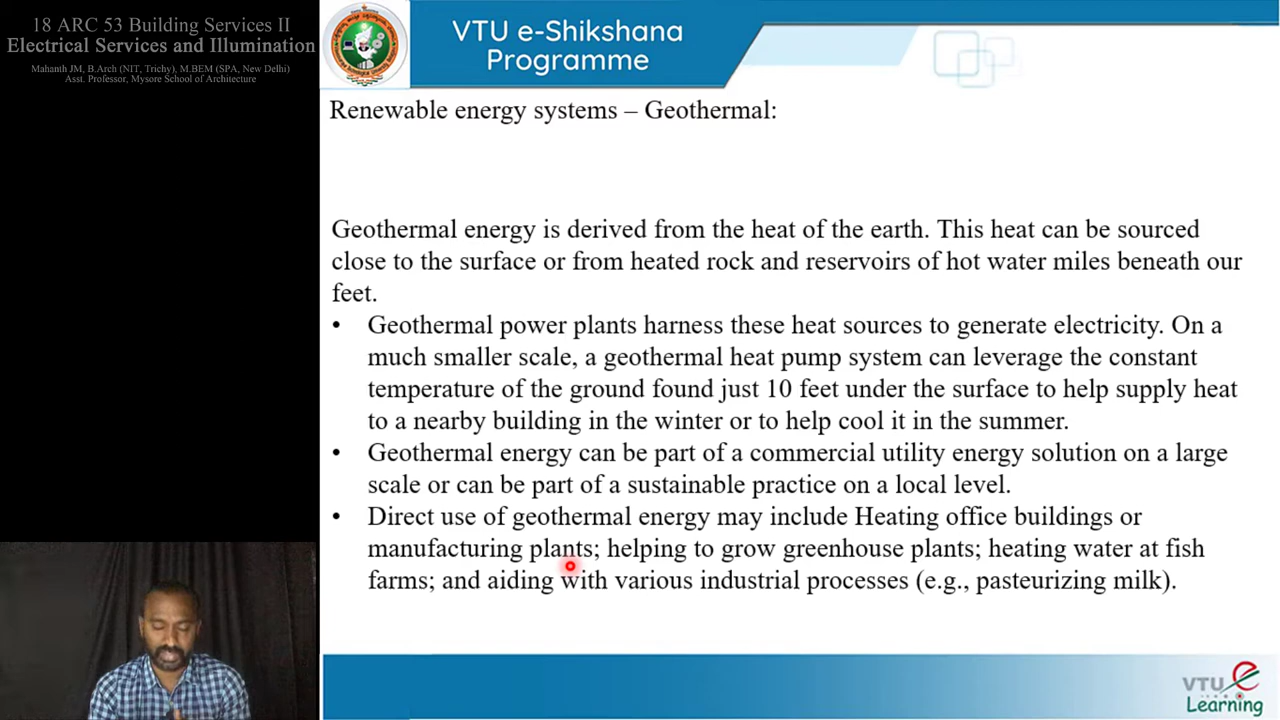 18 ARC 53 Building Services II
Electrical Services and Illumination
Mahanth JM, B.Arch (NIT, Trichy), M.BEM (SPA, New Delhi)
Asst. Professor, Mysore School of Architecture
VTU e-Shikshana
Programme
Renewable energy systems – Geothermal:
Geothermal energy is derived from the heat of the earth. This heat can be sourced
close to the surface or from heated rock and reservoirs of hot water miles beneath our
feet.
• Geothermal power plants harness these heat sources to generate electricity. On a
much smaller scale, a geothermal heat pump system can leverage the constant
temperature of the ground found just 10 feet under the surface to help supply heat
to a nearby building in the winter or to help cool it in the summer.
• Geothermal energy can be part of a commercial utility energy solution on a large
scale or can be part of a sustainable practice on a local level.
• Direct use of geothermal energy may include Heating office buildings or
manufacturing plants; helping to grow greenhouse plants; heating water at fish
farms; and aiding with various industrial processes (e.g., pasteurizing milk).
VTU e
Learning